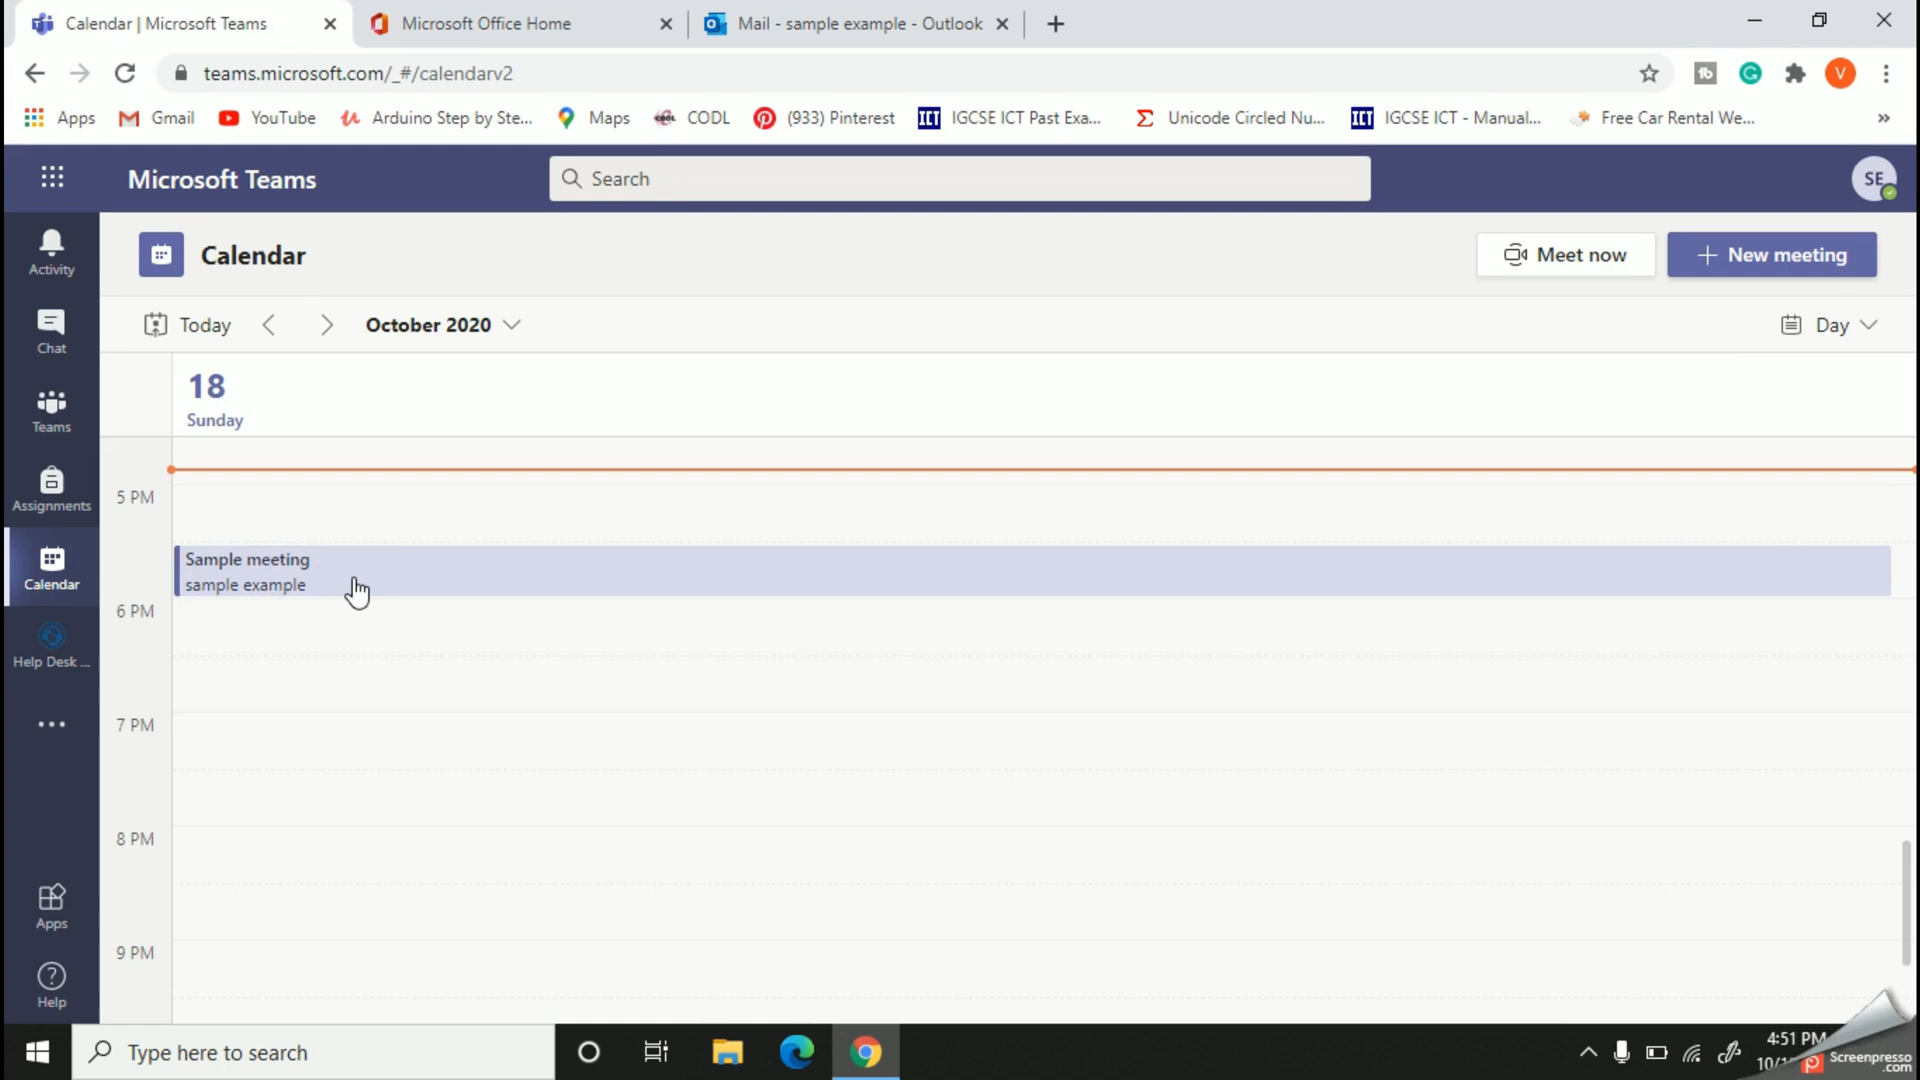 Calendar | Microsoft Teams
Microsoft Office Home
Mail - sample example - Outlook
teams.microsoft.com/_#/calendarv2
V
Apps
Gmail
YouTube
Arduino Step by Ste...
Maps
CODL
(933) Pinterest
ICT
IGCSE ICT Past Exa...
Unicode Circled Nu...
ICT
IGCSE ICT - Manual...
Free Car Rental We...
»
Microsoft Teams
Search
SE
Activity
Chat
Teams
Assignments
Calendar
Help Desk ...
Apps
Help
Calendar
Meet now
+ New meeting
Today
October 2020
Day
18
Sunday
5 PM
Sample meeting
sample example
6 PM
7 PM
8 PM
9 PM
Type here to search
4:51 PM
Screenpresso
.com